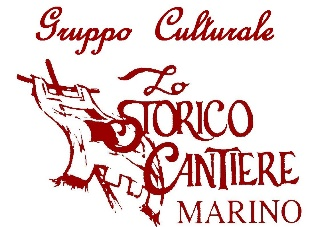 Gruppo Culturale
Lo
STORICO
CANTIERE
MARINO